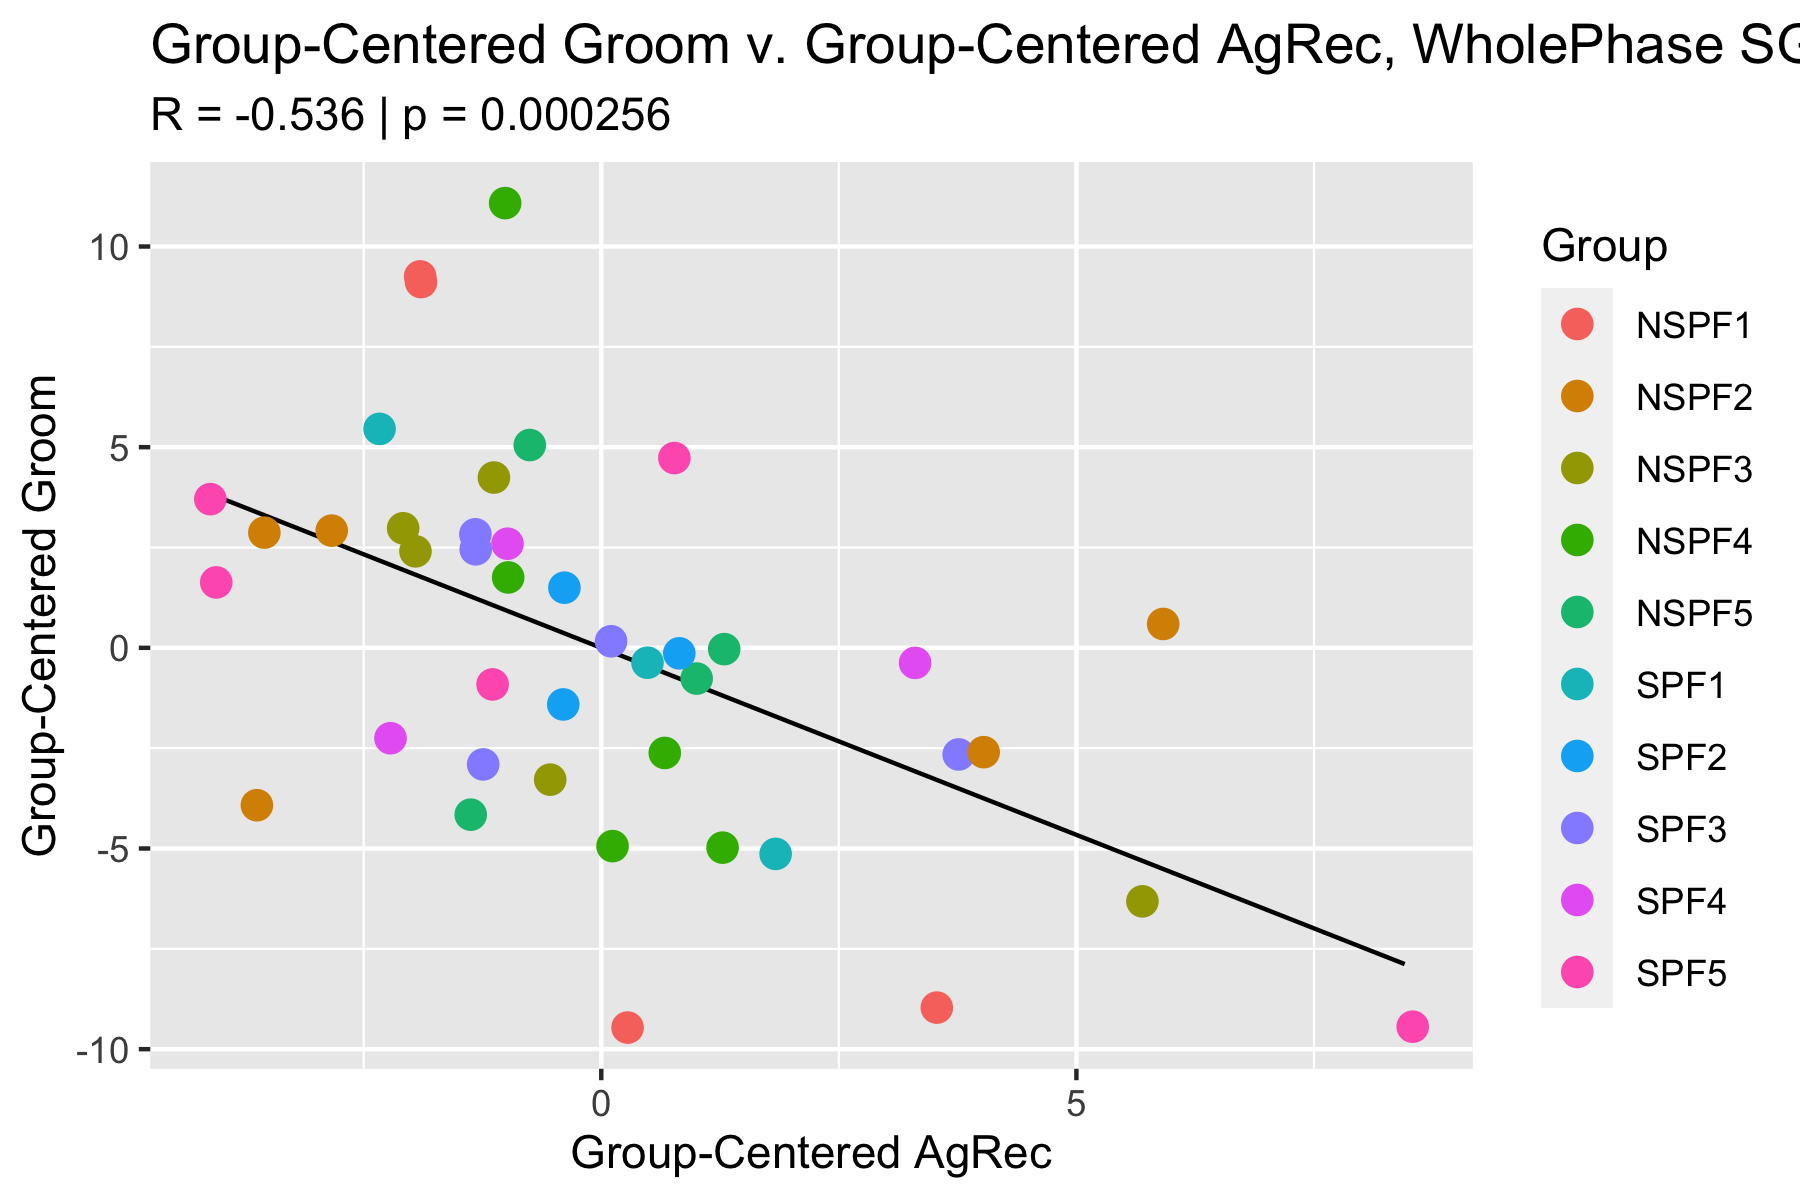 Group-Centered Groom v. Group-Centered AgRec, WholePhase
R = -0.536 | p = 0.000256
Group-Centered Groom
10
5
0
-5
-10
0 5
Group-Centered AgRec
Group
NSPF1
NSPF2
NSPF3
NSPF4
NSPF5
SPF1
SPF2
SPF3
SPF4
SPF5